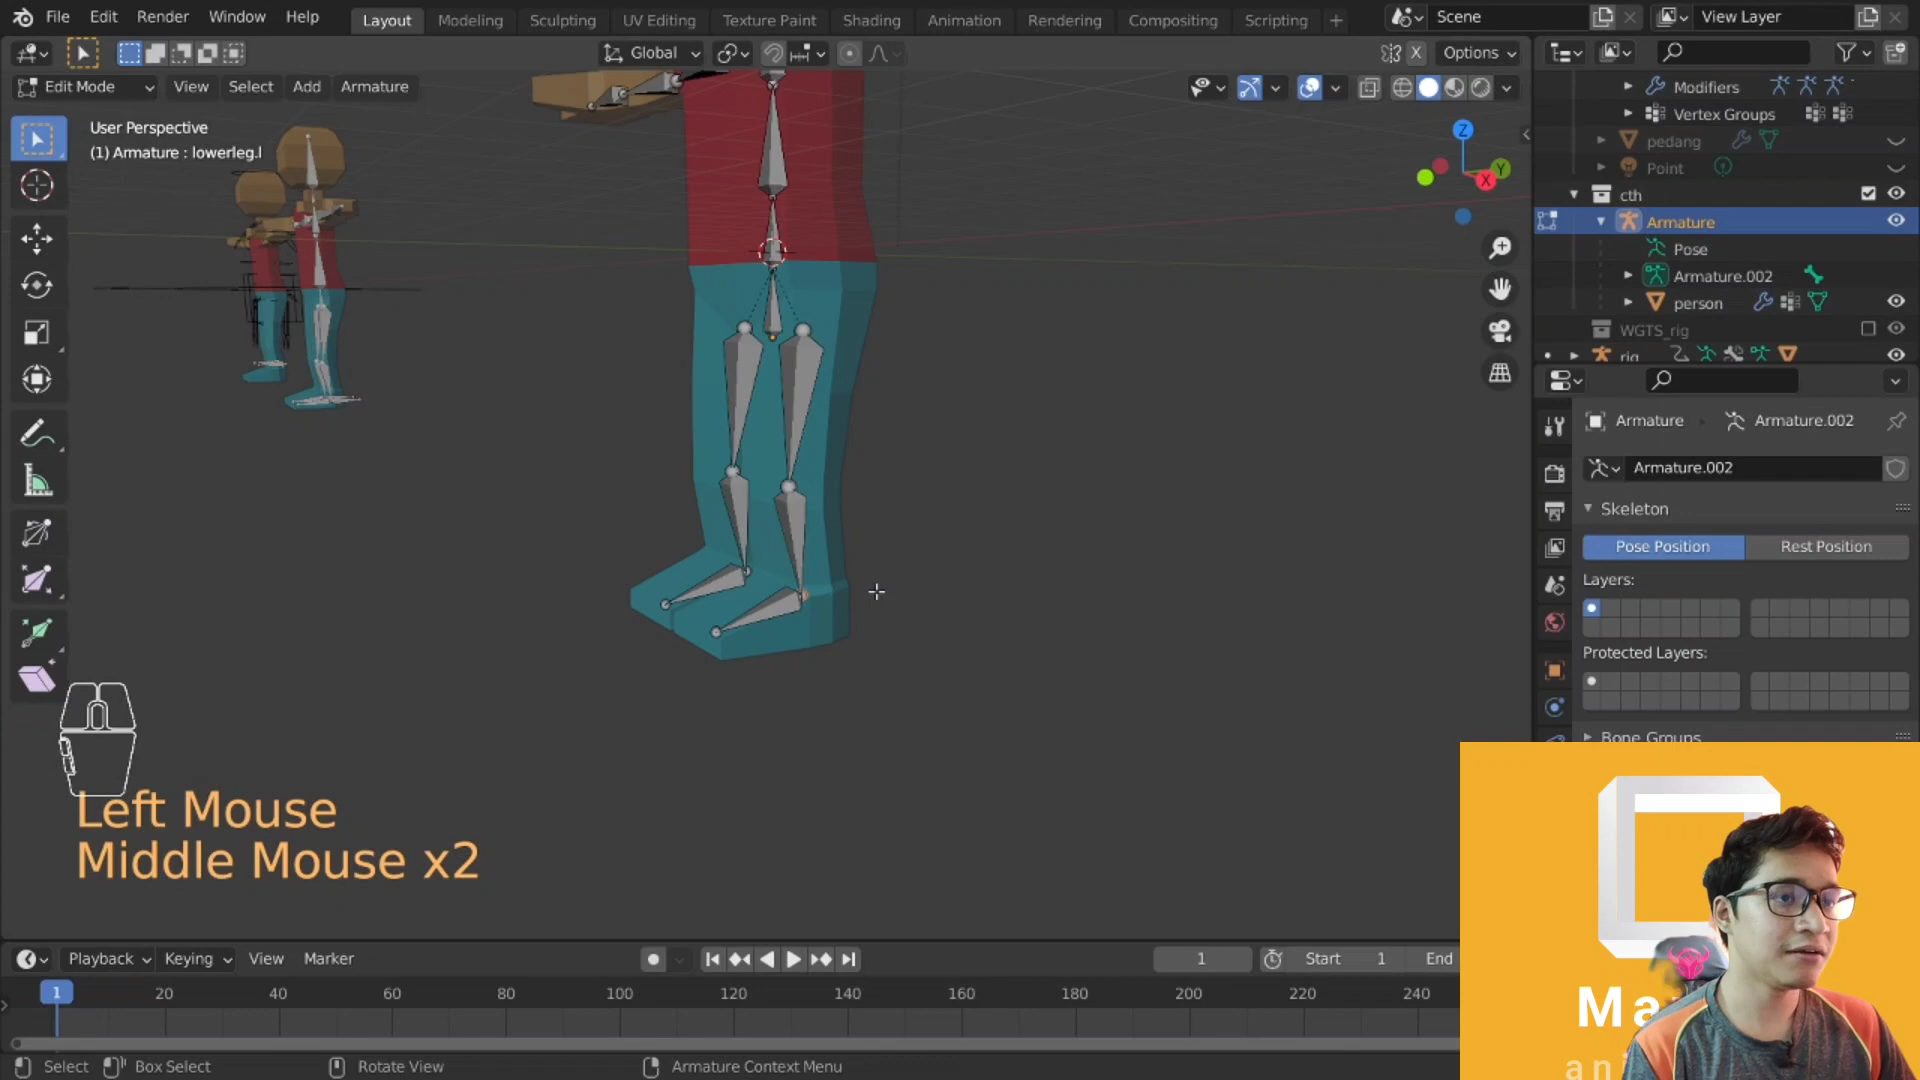 File Edit Render Window Help
Layout Modeling Sculpting UV Editing Texture Paint Shading Animation Rendering Compositing Scripting
Scene
View Layer
Global
Options
Edit Mode View Select Add Armature
User Perspective
(1) Armature : lowerleg.l
Z
Y
X
Modifiers
Vertex Groups
pedang
Point
cth
Armature
Pose
Armature.002
person
WGTS_rig
rig
Armature Armature.002
Armature.002
Skeleton
Pose Position Rest Position
Layers:
Protected Layers:
Bone Groups
Left Mouse
Middle Mouse x2
Playback Keying View Marker
1 Start 1 End
1 20 40 60 80 100 120 140 160 180 200 220 240
Select Box Select Rotate View Armature Context Menu